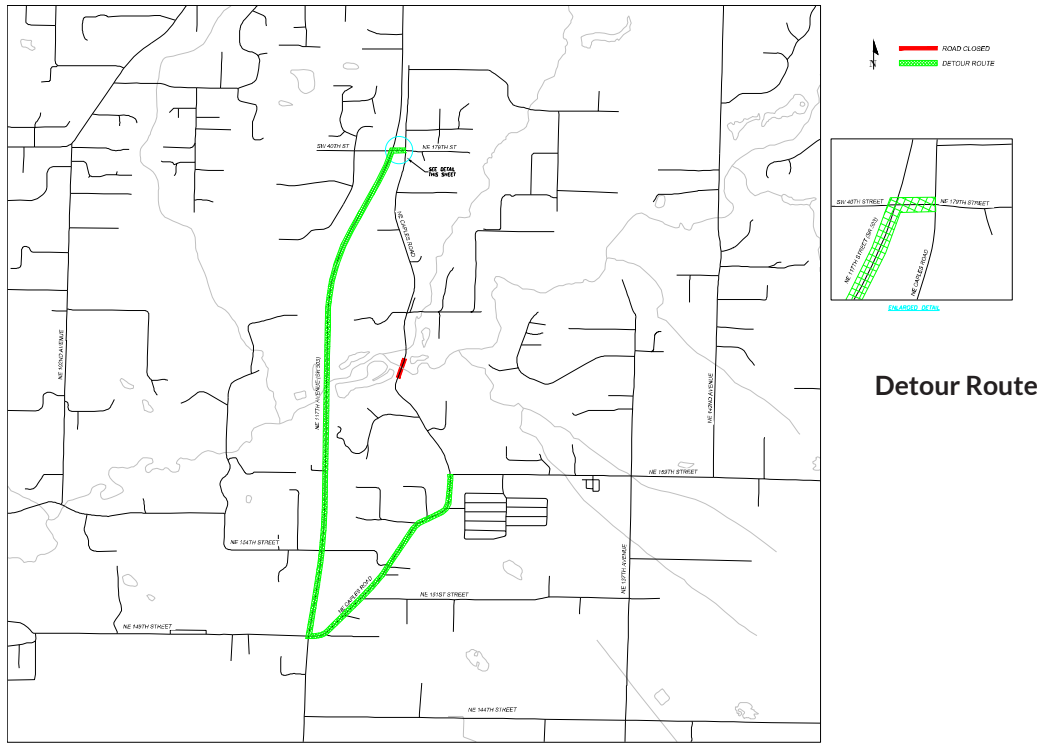 N
ROAD CLOSED
DETOUR ROUTE
SW 40TH ST
NE 179TH ST
SEE DETAIL
THIS SHEET
NE CAPLES ROAD
NE 102ND AVENUE
NE 117TH AVENUE (SR 503)
NE 142ND AVENUE
NE 159TH STREET
NE 154TH STREET
NE 137TH AVENUE
NE CAPLES ROAD
NE 151ST STREET
NE 149TH STREET
NE 144TH STREET
SW 40TH STREET
NE 179TH STREET
NE 117TH STREET (SR 503)
NE CAPLES ROAD
ENLARGED DETAIL
Detour Route